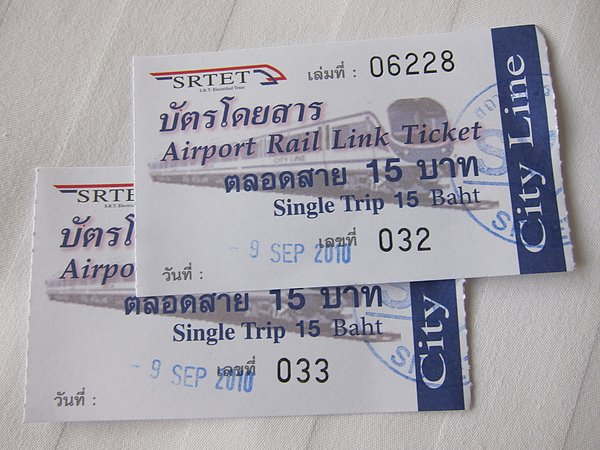 SRTET
S.R.T. Electrified Train
เล่มที่ : 06228
บัตรโดยสาร
Airport Rail Link Ticket
ตลอดสาย 15 บาท
Single Trip 15 Baht
เลขที่ 032
- 9 SEP 2010
วันที่ :
City Line
CITY LINE
SRTE
S.R.T. Electrified
บัตรโ
Airpo
ตลอดสาย 15 บาท
Single Trip 15 Baht
เลขที่ 033
- 9 SEP 2010
วันที่ :
City